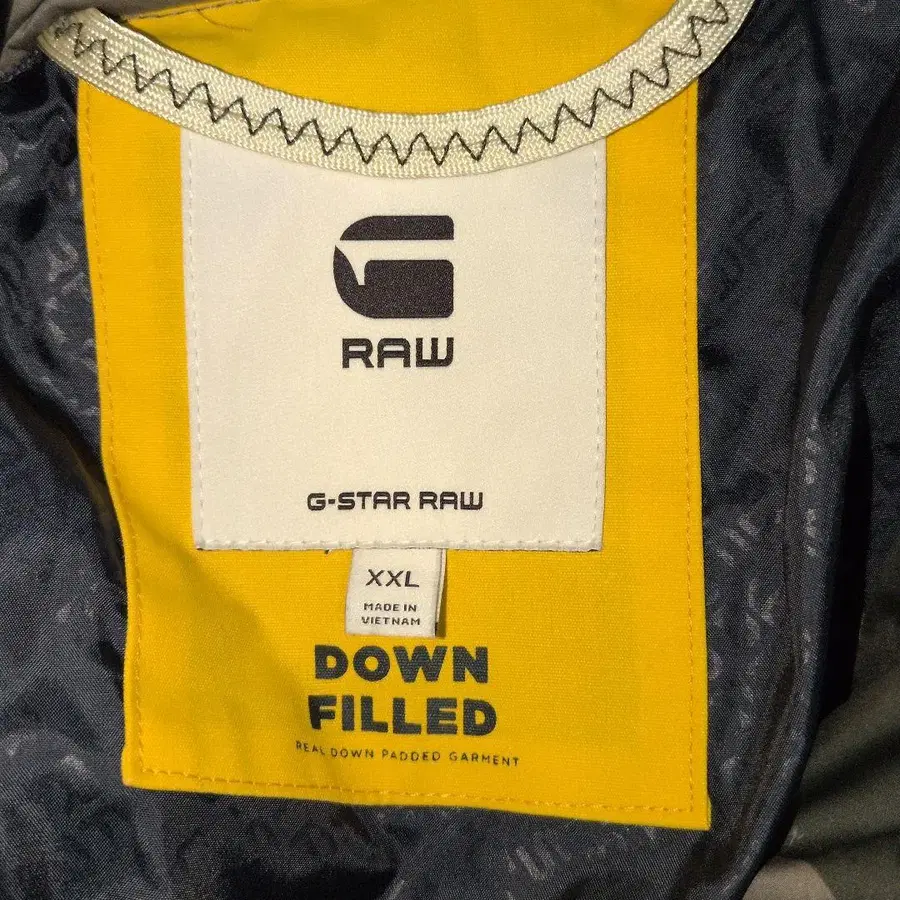 G
RAW
G-STAR RAW
XXL
MADE IN
VIETNAM
DOWN
FILLED
REAL DOWN PADDED GARMENT